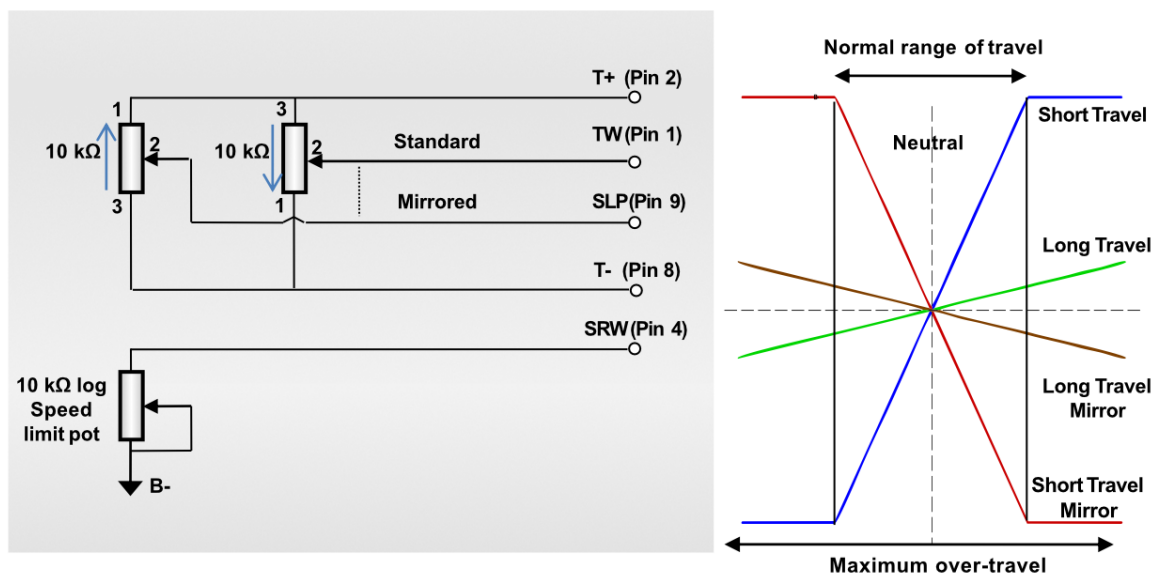 T+ (Pin 2)
1
3
10 kΩ
2
10 kΩ
2
Standard
TW(Pin 1)
3
1
Mirrored
SLP(Pin 9)
T- (Pin 8)
SRW(Pin 4)
10 kΩ log
Speed
limit pot
B-
Normal range of travel
Short Travel
Neutral
Long Travel
Long Travel
Mirror
Short Travel
Mirror
Maximum over-travel